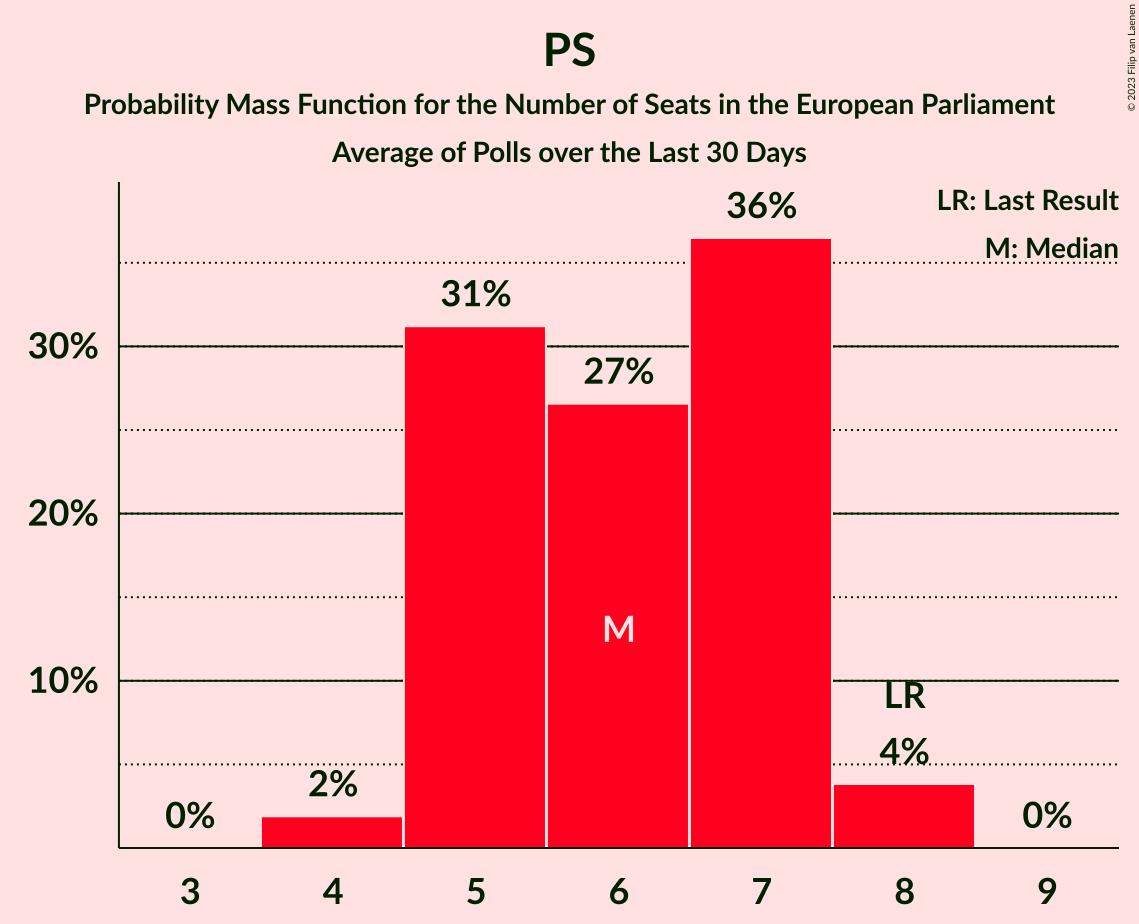 PS
Probability Mass Function for the Number of Seats in the European Parliament
Average of Polls over the Last 30 Days
© 2023 Filip van Laenen
LR: Last Result
M: Median
30%
20%
10%
0%
2%
31%
27%
36%
4%
0%
M
LR
3
4
5
6
7
8
9